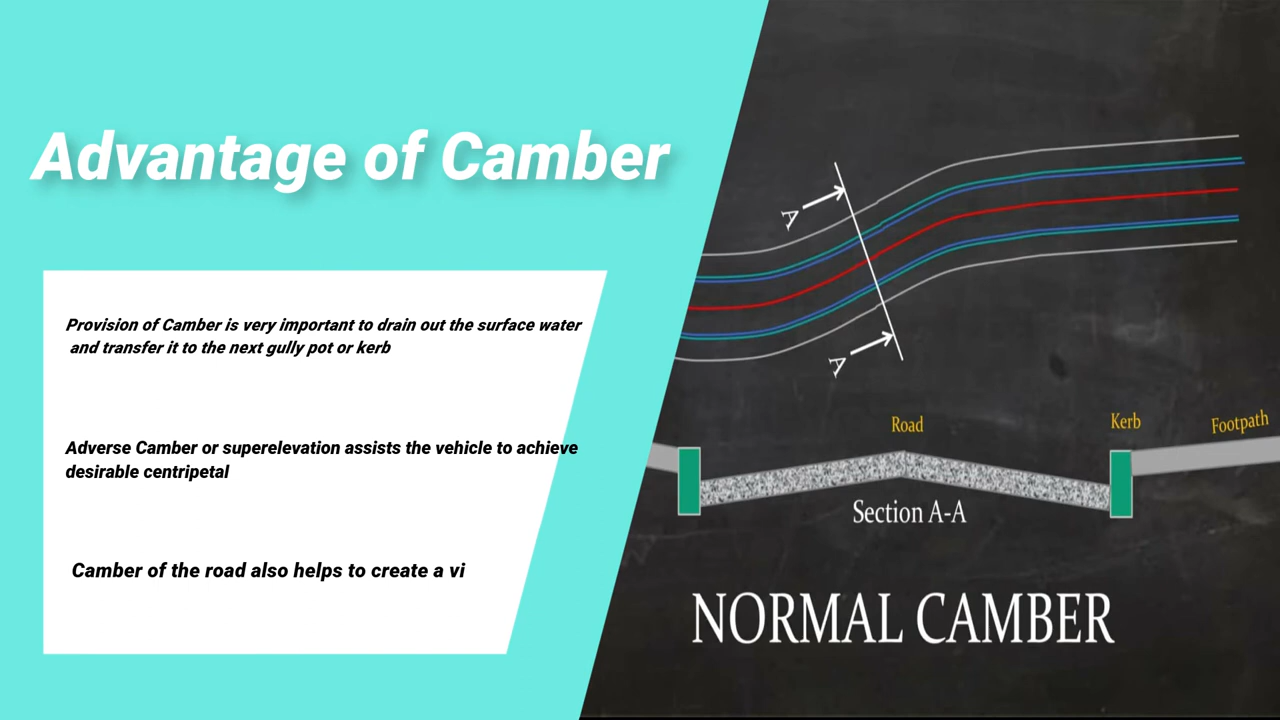 Advantage of Camber
Provision of Camber is very important to drain out the surface water
and transfer it to the next gully pot or kerb
Adverse Camber or superelevation assists the vehicle to achieve
desirable centripetal
Camber of the road also helps to create a vi
A
A
Road
Kerb
Footpath
Section A-A
NORMAL CAMBER